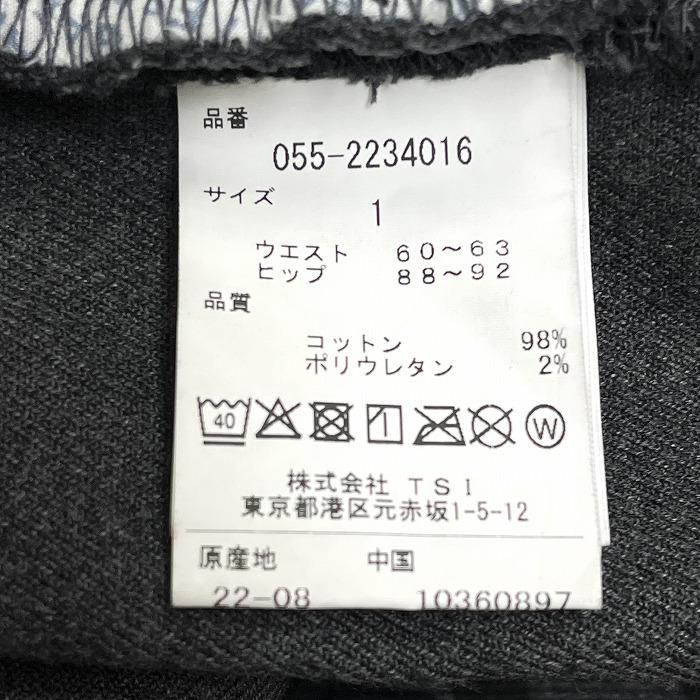 品番
055-2234016
サイズ
1
ウエスト 60～63
ヒップ 88～92
品質
コットン 98%
ポリウレタン 2%
40 W
株式会社 TSI
東京都港区元赤坂1-5-12
原産地 中国
22-08 10360897